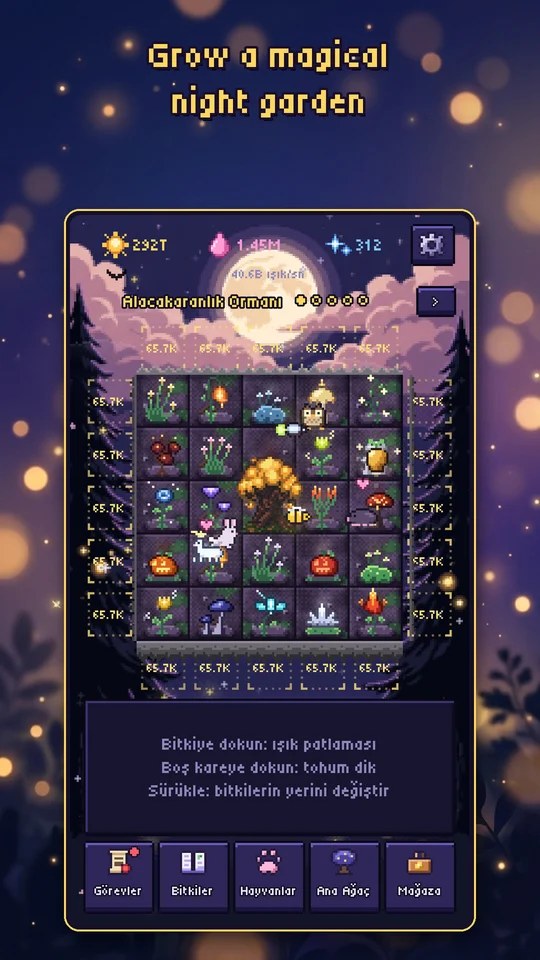 Grow a magical
night garden
292T
1.45M
312
40.6B ışık/sn
Alacakaranlık Ormanı
>
65.7K 65.7K 65.7K 65.7K 65.7K
65.7K 65.7K
65.7K 65.7K
65.7K 65.7K
65.7K 65.7K
65.7K 65.7K
65.7K 65.7K 65.7K 65.7K 65.7K
Bitkiye dokun: ışık patlaması
Boş kareye dokun: tohum dik
Sürükle: bitkilerin yerini değiştir
Görevler Bitkiler Hayvanlar Ana Ağaç Mağaza